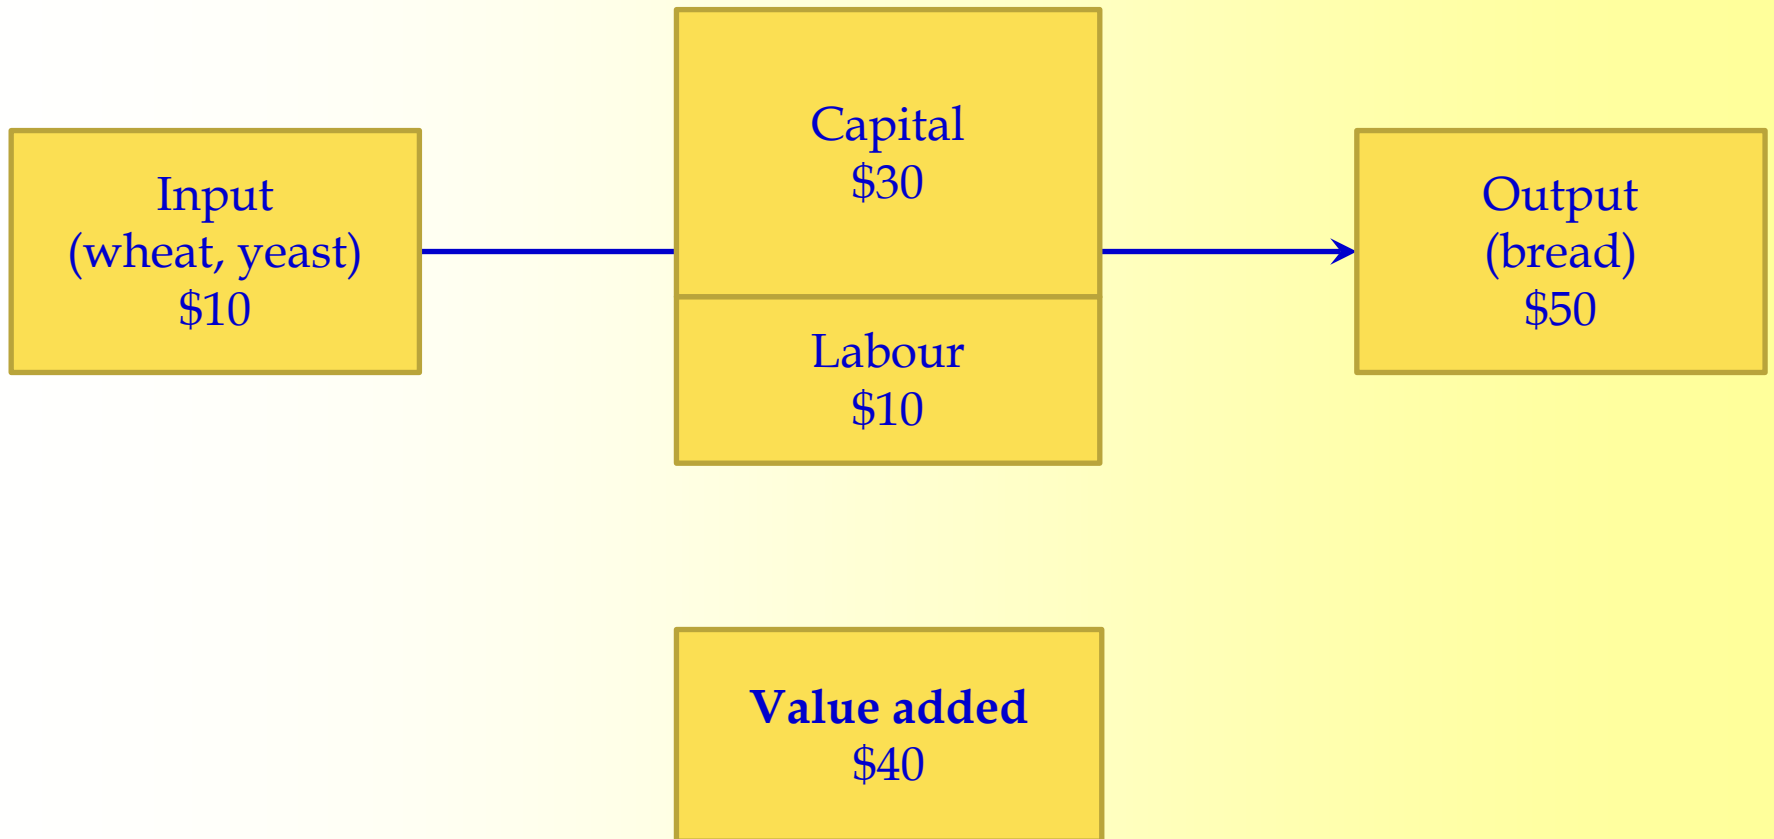 Input
(wheat, yeast)
$10
Capital
$30
Labour
$10
Output
(bread)
$50
Value added
$40